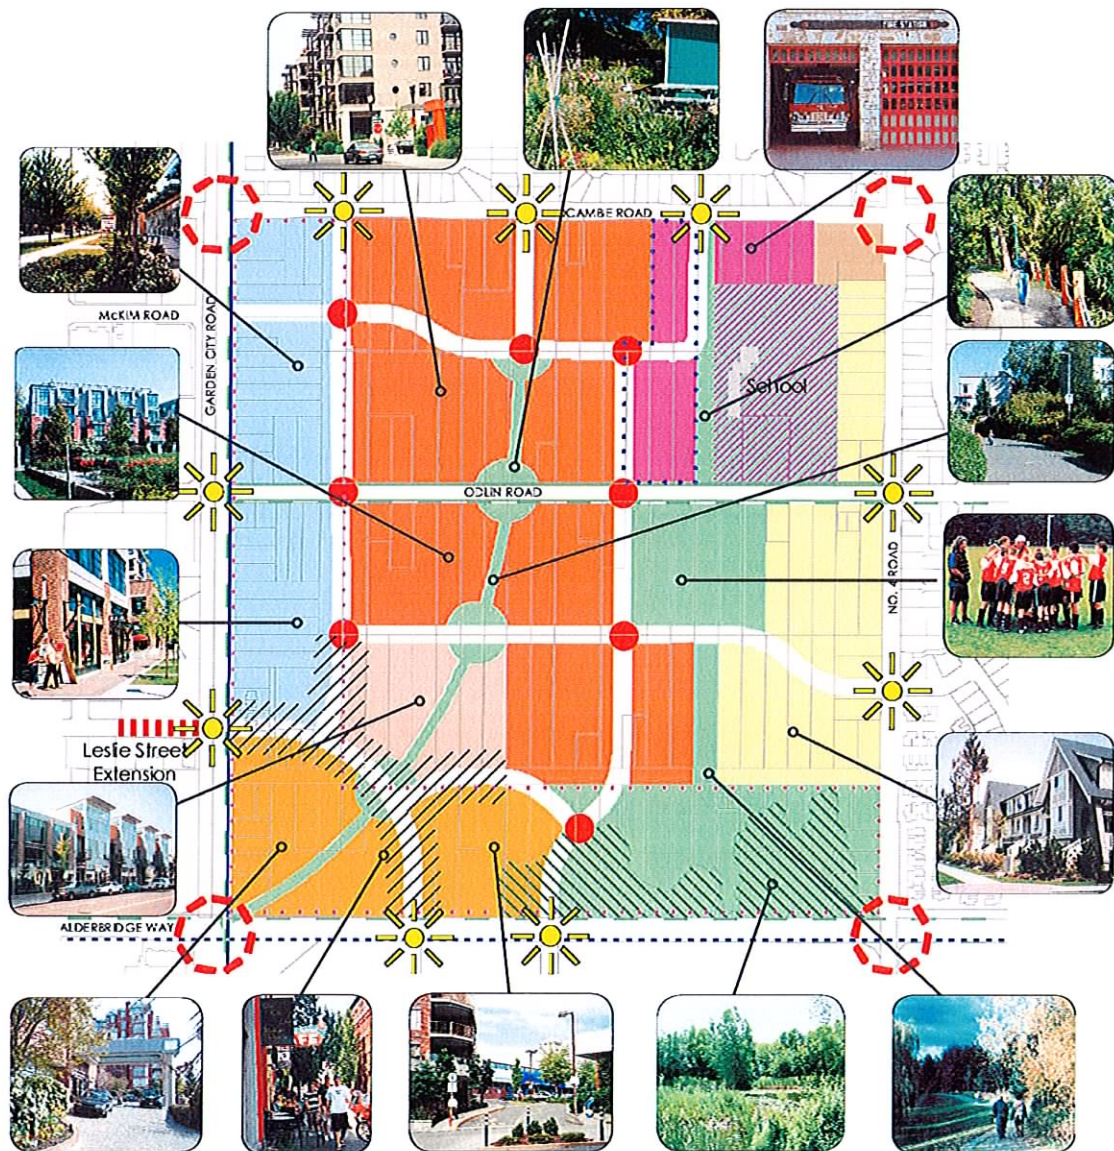 FIRE STATION
OCAMBE ROAD
McKIM ROAD
GARDEN CITY ROAD
School
ODLIN ROAD
NO. 4 ROAD
Leslie Street
Extension
ALDERBRIDGE WAY